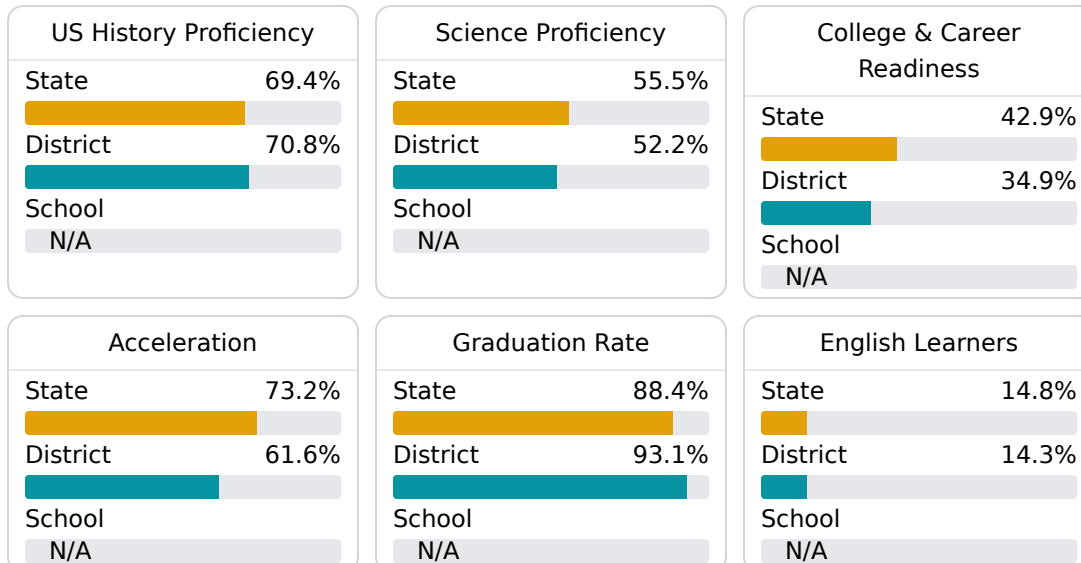 US History Proficiency
State 69.4%
District 70.8%
School
N/A
Science Proficiency
State 55.5%
District 52.2%
School
N/A
College & Career
Readiness
State 42.9%
District 34.9%
School
N/A
Acceleration
State 73.2%
District 61.6%
School
N/A
Graduation Rate
State 88.4%
District 93.1%
School
N/A
English Learners
State 14.8%
District 14.3%
School
N/A